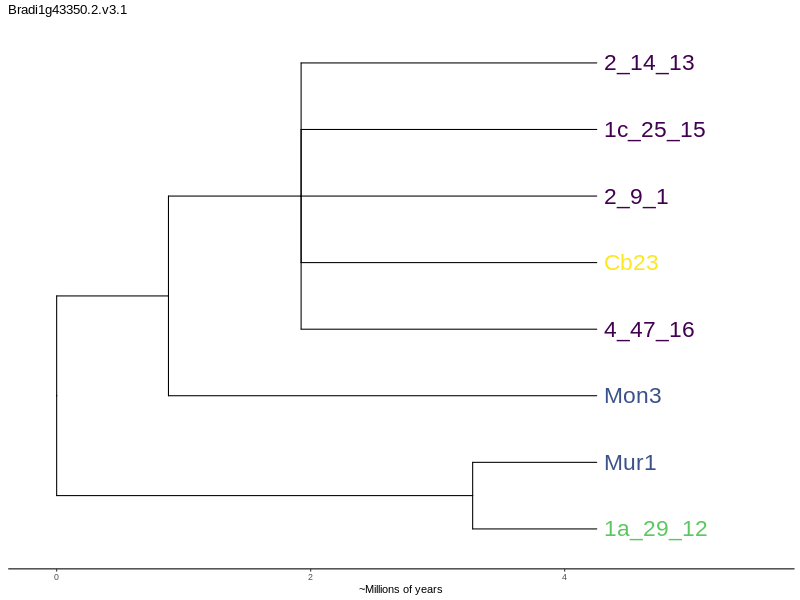 Bradi1g43350.2.v3.1
2_14_13
1c_25_15
2_9_1
Cb23
4_47_16
Mon3
Mur1
1a_29_12
0 2 4
~Millions of years